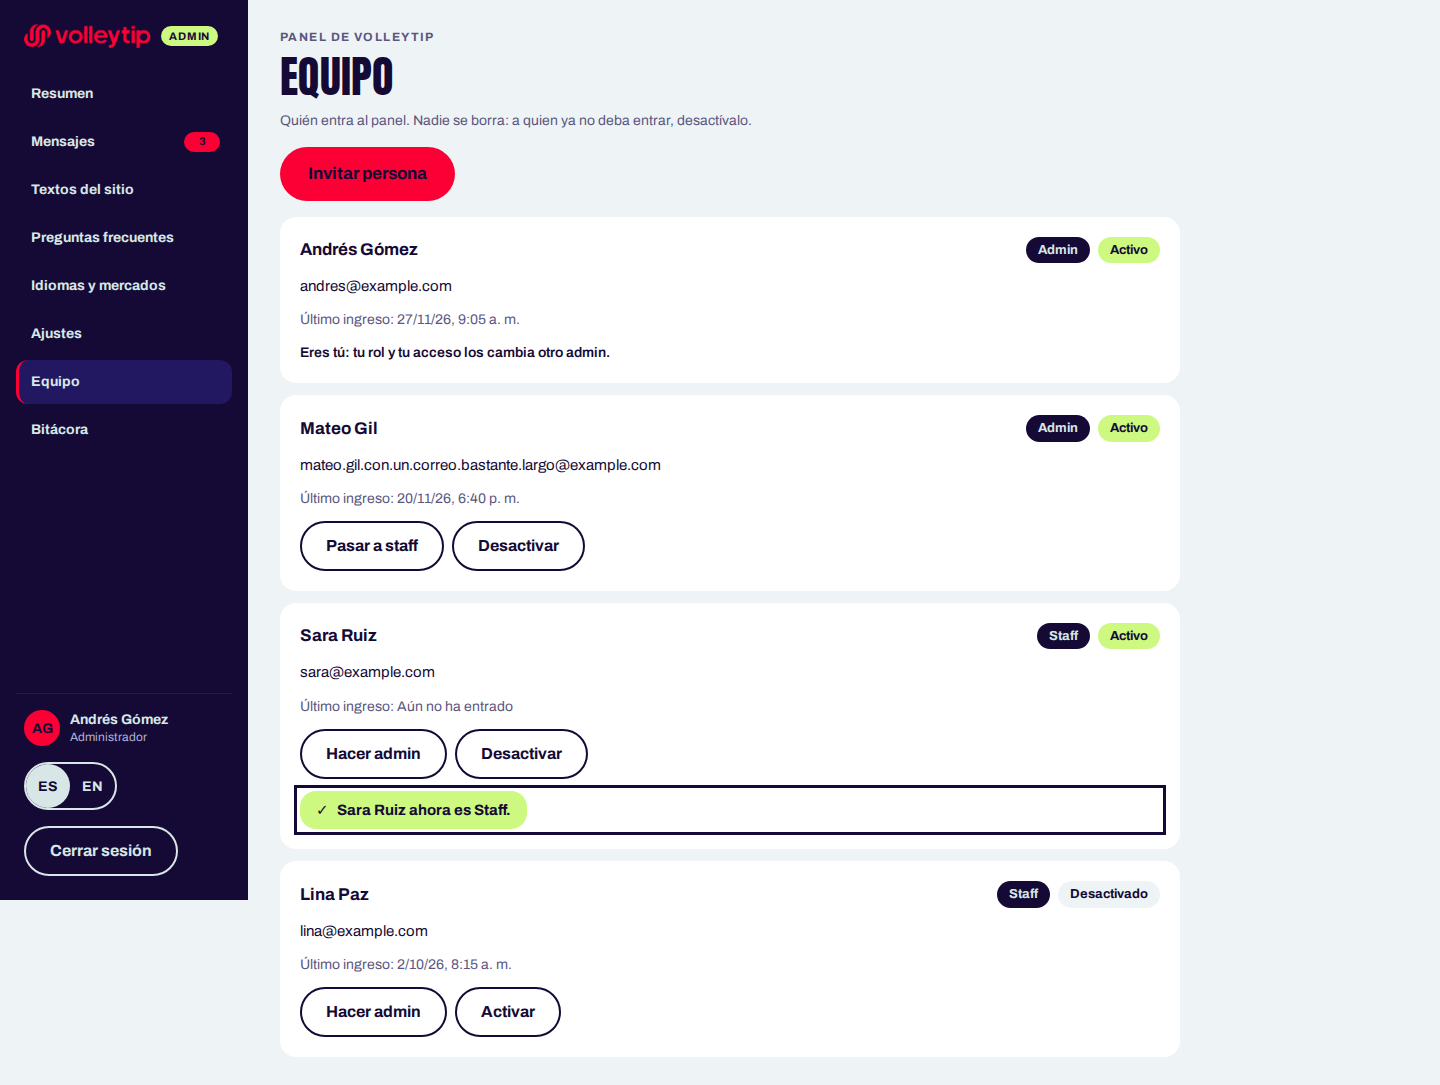 volleytip ADMIN
Resumen
Mensajes 3
Textos del sitio
Preguntas frecuentes
Idiomas y mercados
Ajustes
Equipo
Bitácora
AG Andrés Gómez
Administrador
ES EN
Cerrar sesión
PANEL DE VOLLEYTIP
EQUIPO
Quién entra al panel. Nadie se borra: a quien ya no deba entrar, desactívalo.
Invitar persona
Andrés Gómez Admin Activo
andres@example.com
Último ingreso: 27/11/26, 9:05 a. m.
Eres tú: tu rol y tu acceso los cambia otro admin.
Mateo Gil Admin Activo
mateo.gil.con.un.correo.bastante.largo@example.com
Último ingreso: 20/11/26, 6:40 p. m.
Pasar a staff Desactivar
Sara Ruiz Staff Activo
sara@example.com
Último ingreso: Aún no ha entrado
Hacer admin Desactivar
✓ Sara Ruiz ahora es Staff.
Lina Paz Staff Desactivado
lina@example.com
Último ingreso: 2/10/26, 8:15 a. m.
Hacer admin Activar